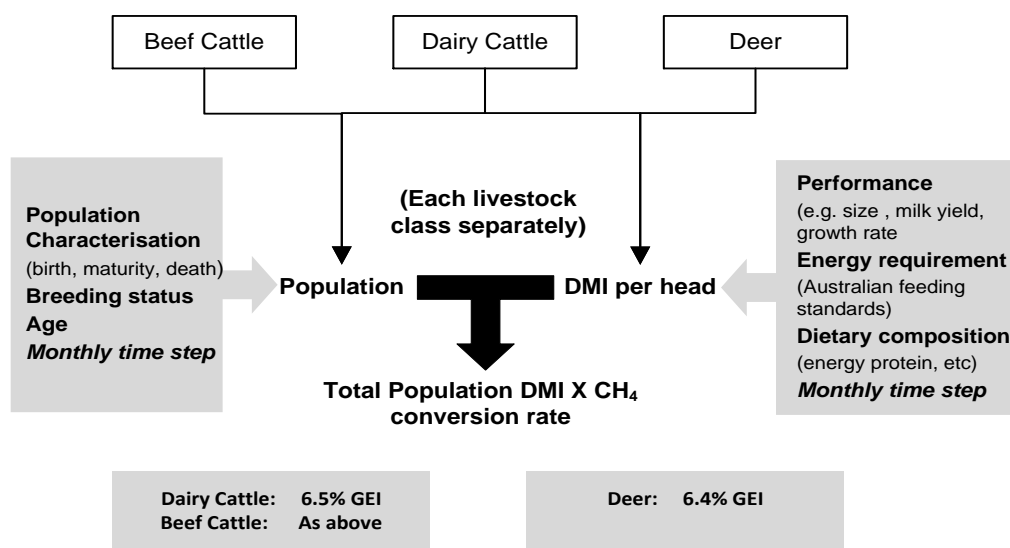 Beef Cattle
Dairy Cattle
Deer
(Each livestock
class separately)
Population
Characterisation
(birth, maturity, death)
Breeding status
Age
Monthly time step
Population
DMI per head
Performance
(e.g. size , milk yield,
growth rate
Energy requirement
(Australian feeding
standards)
Dietary composition
(energy protein, etc)
Monthly time step
Total Population DMI X CH₄
conversion rate
Dairy Cattle: 6.5% GEI
Beef Cattle: As above
Deer: 6.4% GEI